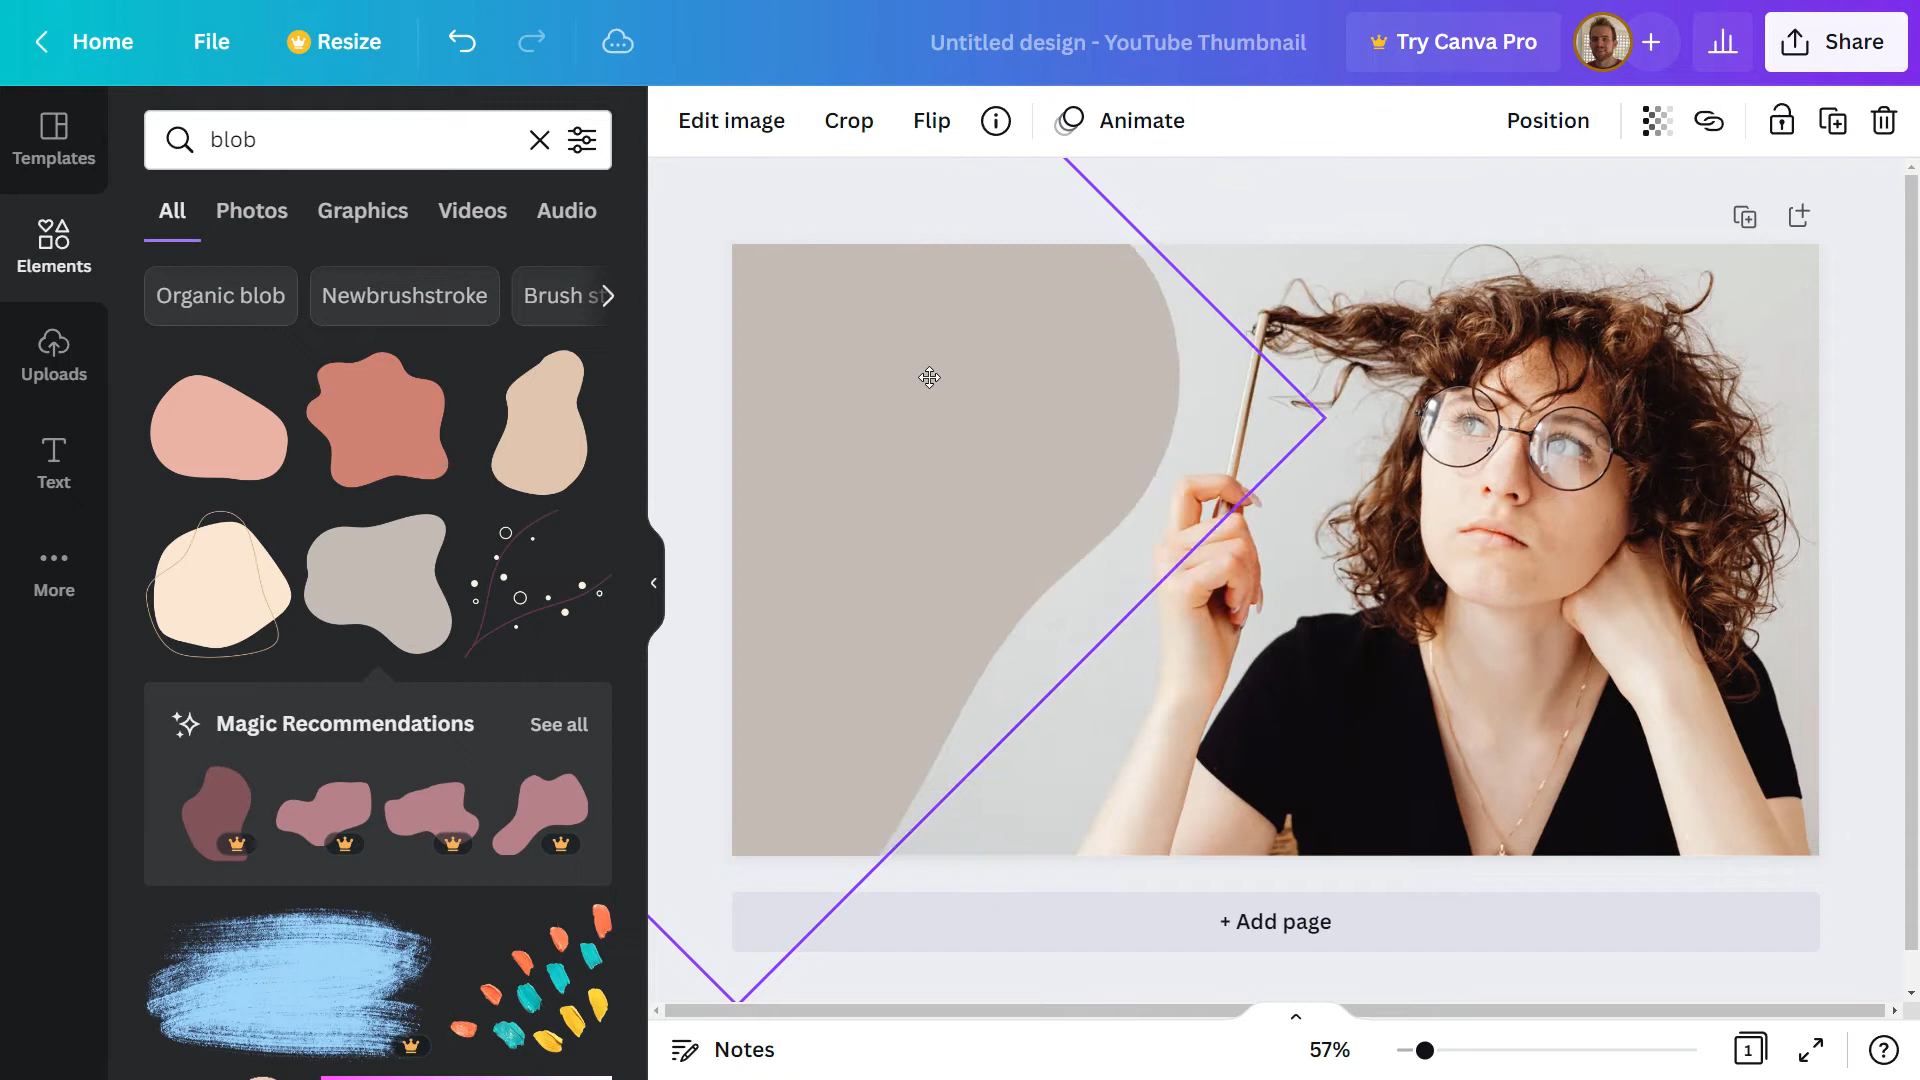 Home File Resize Untitled design - YouTube Thumbnail Try Canva Pro Share
Templates
Elements
Uploads
Text
More
blob
All Photos Graphics Videos Audio
Organic blob Newbrushstroke Brush st
Magic Recommendations See all
Edit image Crop Flip Animate Position
+ Add page
Notes 57% 1